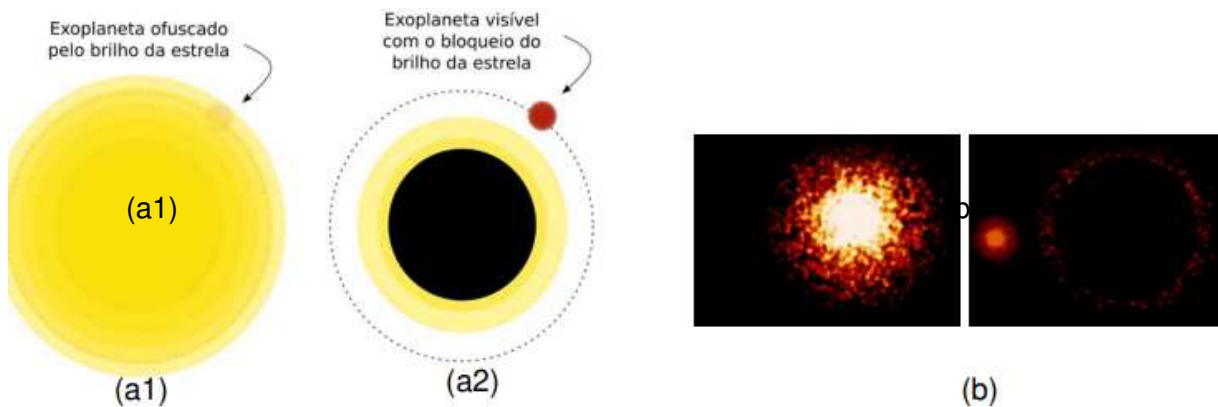 Exoplaneta ofuscado
pelo brilho da estrela
Exoplaneta visível
com o bloqueio do
brilho da estrela
(a1)
b
(a1)
(a2)
(b)